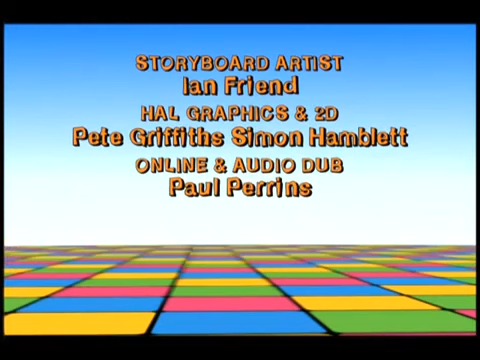 STORYBOARD ARTIST
Ian Friend
HAL GRAPHICS & 2D
Pete Griffiths Simon Hamblett
ONLINE & AUDIO DUB
Paul Perrins